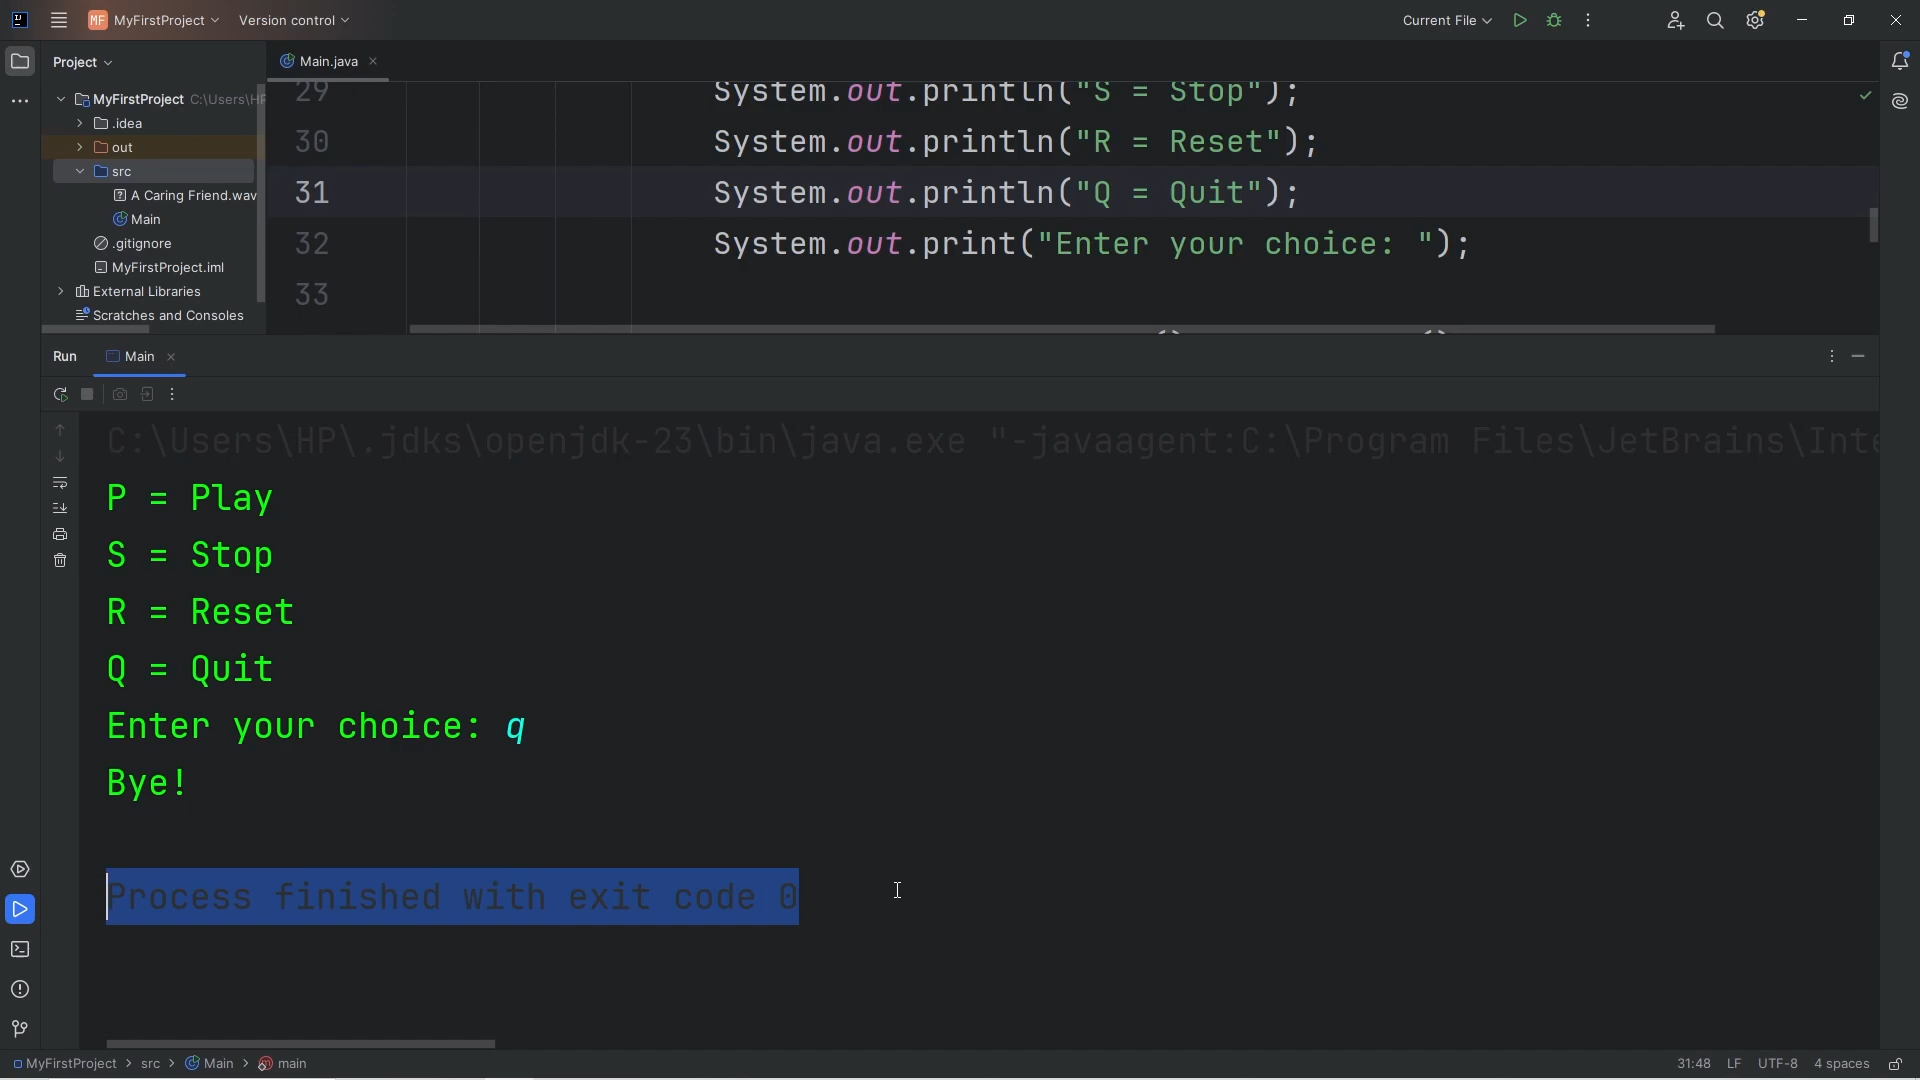 MF MyFirstProject Version control Current File
Project
Main.java
MyFirstProject C:\Users\HP
.idea
out
src
A Caring Friend.wav
Main
.gitignore
MyFirstProject.iml
External Libraries
Scratches and Consoles
29 System.out.println("S = Stop");
30 System.out.println("R = Reset");
31 System.out.println("Q = Quit");
32 System.out.print("Enter your choice: ");
33
Run Main
C:\Users\HP\.jdks\openjdk-23\bin\java.exe "-javaagent:C:\Program Files\JetBrains\Inte
P = Play
S = Stop
R = Reset
Q = Quit
Enter your choice: q
Bye!
Process finished with exit code 0
MyFirstProject > src > Main > main 31:48 LF UTF-8 4 spaces